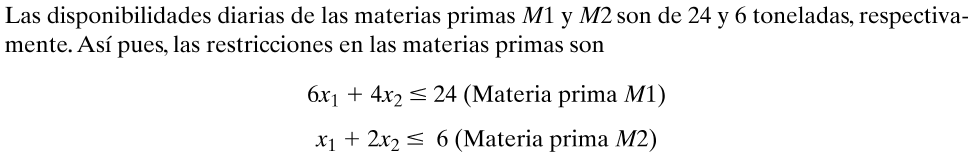 Las disponibilidades diarias de las materias primas M1 y M2 son de 24 y 6 toneladas, respectiva-
mente. Así pues, las restricciones en las materias primas son
6x₁ + 4x₂ ≤ 24 (Materia prima M1)
x₁ + 2x₂ ≤ 6 (Materia prima M2)